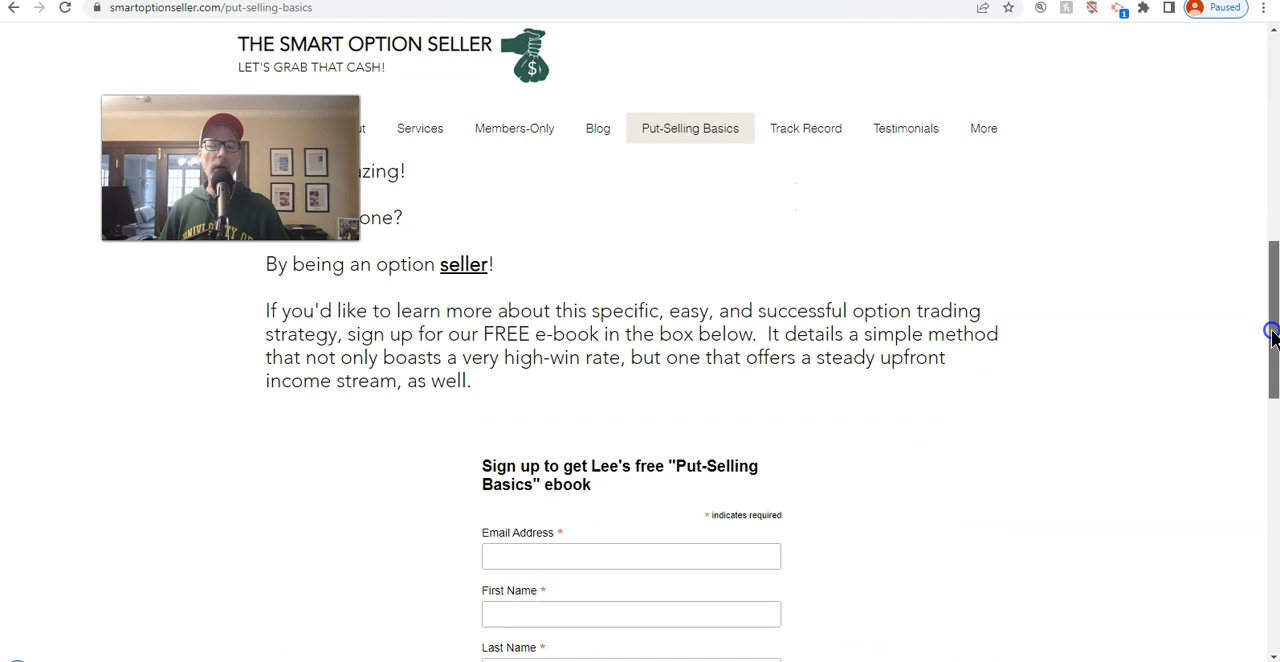 smartoptionseller.com/put-selling-basics
1
Paused
THE SMART OPTION SELLER
LET'S GRAB THAT CASH!
$
Services
Members-Only
Blog
Put-Selling Basics
Track Record
Testimonials
More
By being an option seller!
If you'd like to learn more about this specific, easy, and successful option trading
strategy, sign up for our FREE e-book in the box below.  It details a simple method
that not only boasts a very high-win rate, but one that offers a steady upfront
income stream, as well.
Sign up to get Lee's free "Put-Selling
Basics" ebook
* indicates required
Email Address *
First Name *
Last Name *